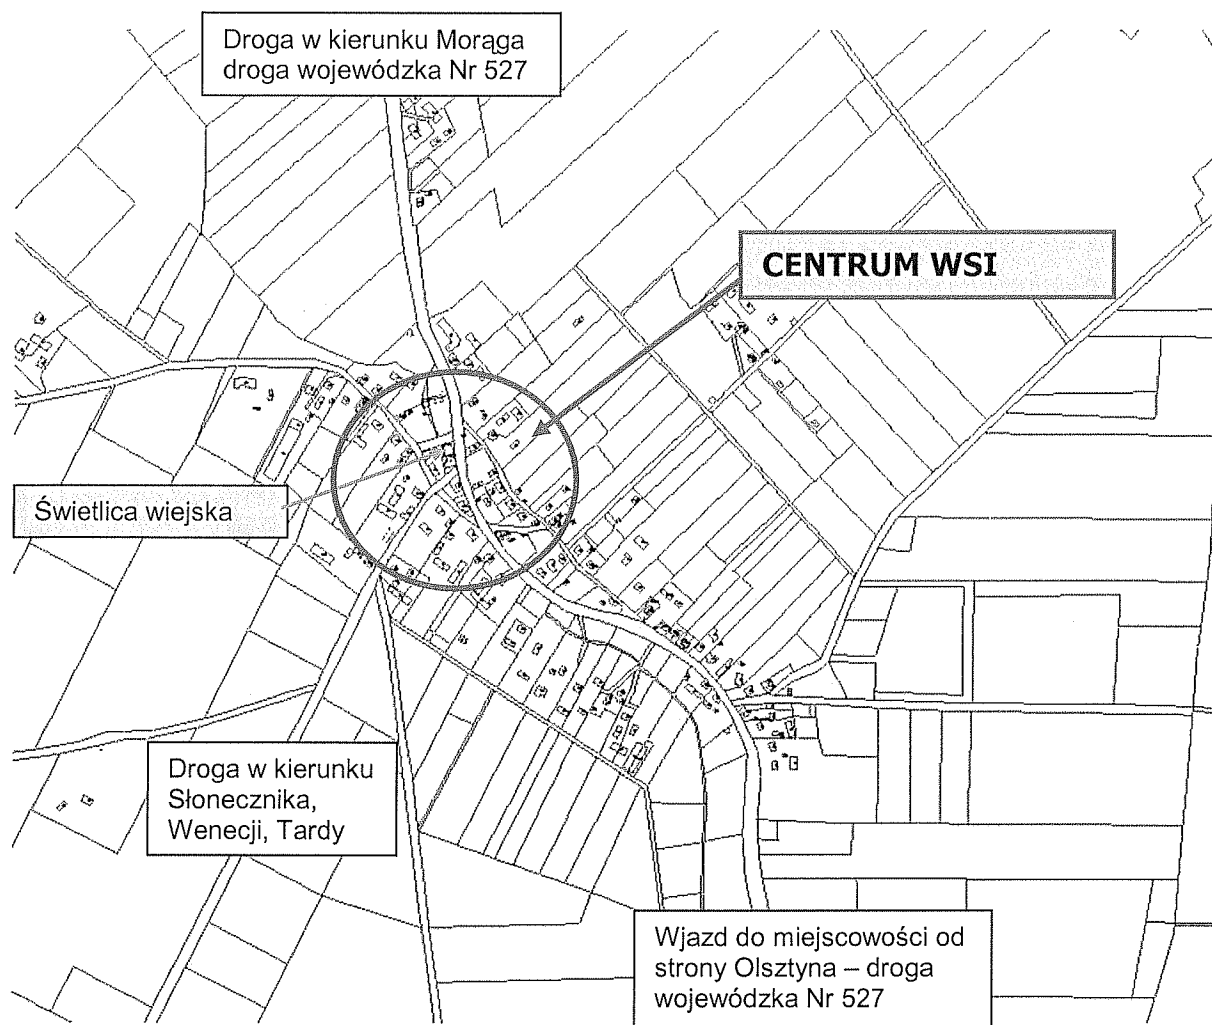 Droga w kierunku Morąga
droga wojewódzka Nr 527
CENTRUM WSI
Świetlica wiejska
Droga w kierunku
Słonecznika,
Wenecji, Tardy
Wjazd do miejscowości od
strony Olsztyna – droga
wojewódzka Nr 527